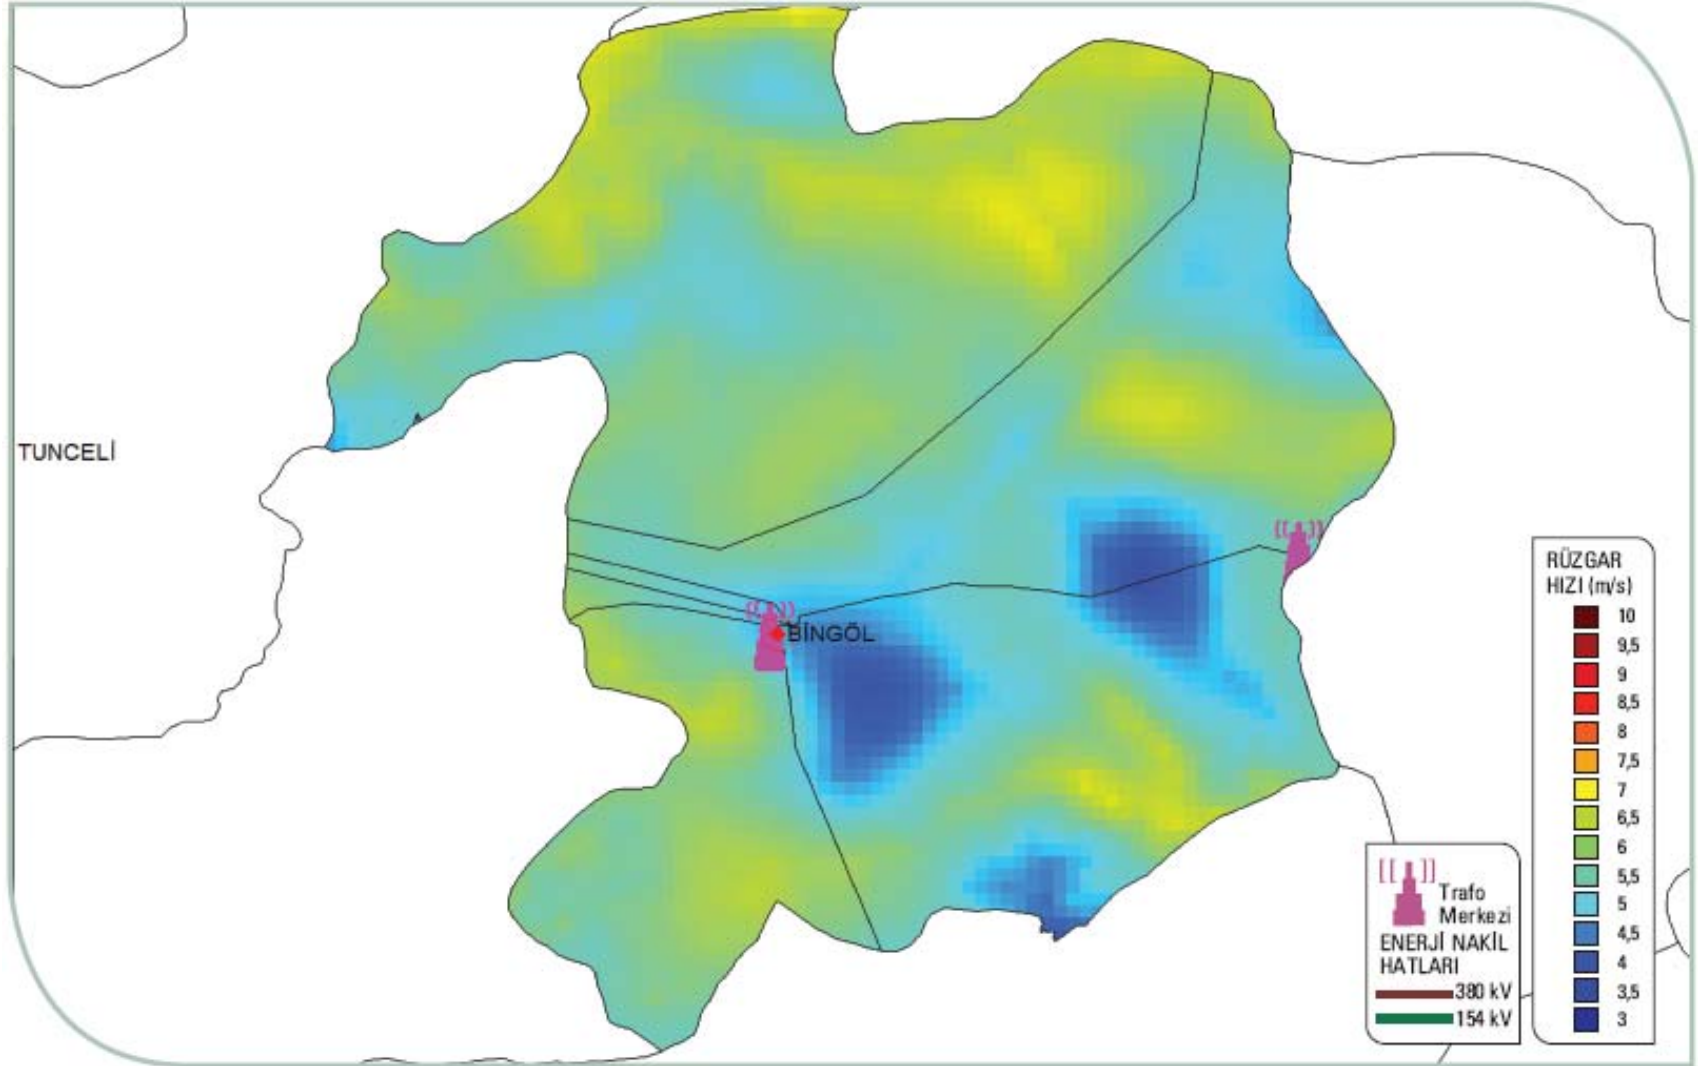 TUNCELİ
BİNGÖL
RÜZGAR
HIZI (m/s)
10
9,5
9
8,5
8
7,5
7
6,5
6
5,5
5
4,5
4
3,5
3
Trafo
Merkezi
ENERJİ NAKİL
HATLARI
380 kV
154 kV